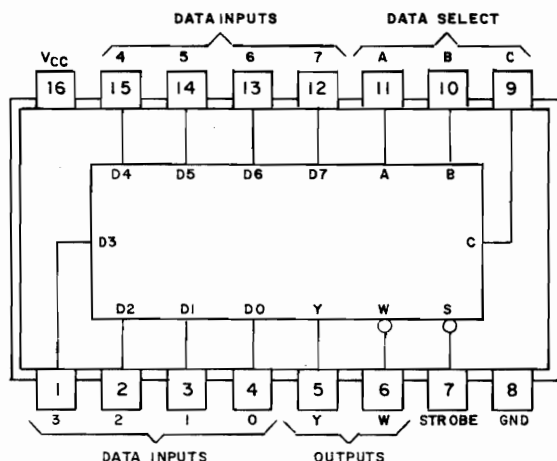 DATA INPUTS DATA SELECT
VCC 4 5 6 7 A B C
16 15 14 13 12 11 10 9
D4 D5 D6 D7 A B
D3 C
D2 D1 D0 Y W S
1 2 3 4 5 6 7 8
3 2 1 0 Y W STROBE GND
DATA INPUTS OUTPUTS